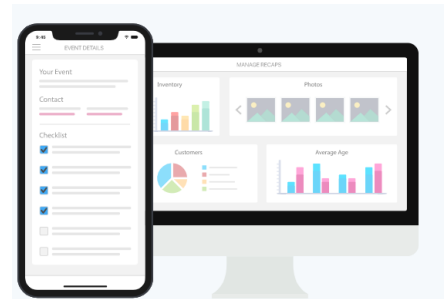 9:41
EVENT DETAILS
Your Event
Contact
Checklist
MANAGE RECAPS
Inventory
Photos
Customers
Average Age